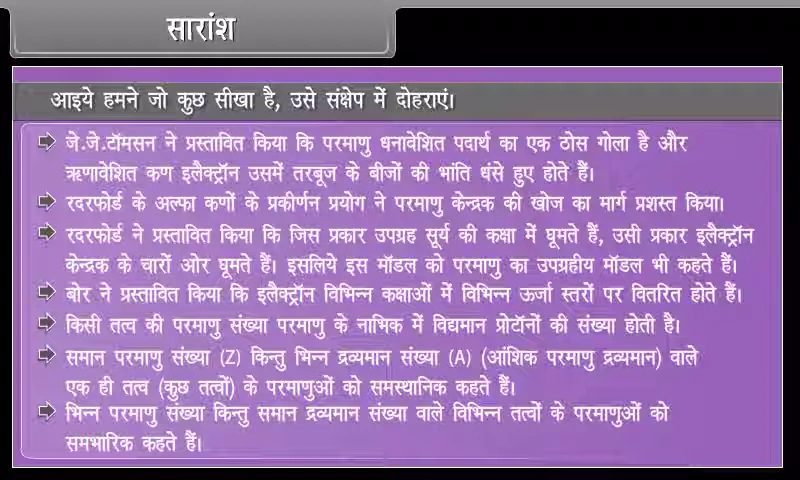 सारांश
आइये हमने जो कुछ सीखा है, उसे संक्षेप में दोहराएं।
जे.जे.टॉमसन ने प्रस्तावित किया कि परमाणु धनावेशित पदार्थ का एक ठोस गोला है और
ऋणावेशित कण इलैक्ट्रॉन उसमें तरबूज के बीजों की भांति धंसे हुए होते हैं।
रदरफोर्ड के अल्फा कणों के प्रकीर्णन प्रयोग ने परमाणु केन्द्रक की खोज का मार्ग प्रशस्त किया।
रदरफोर्ड ने प्रस्तावित किया कि जिस प्रकार उपग्रह सूर्य की कक्षा में घूमते हैं, उसी प्रकार इलैक्ट्रॉन
केन्द्रक के चारों ओर घूमते हैं। इसलिये इस मॉडल को परमाणु का उपग्रहीय मॉडल भी कहते हैं।
बोर ने प्रस्तावित किया कि इलैक्ट्रॉन विभिन्न कक्षाओं में विभिन्न ऊर्जा स्तरों पर वितरित होते हैं।
किसी तत्व की परमाणु संख्या परमाणु के नाभिक में विद्यमान प्रोटॉनों की संख्या होती है।
समान परमाणु संख्या (Z) किन्तु भिन्न द्रव्यमान संख्या (A) (आंशिक परमाणु द्रव्यमान) वाले
एक ही तत्व (कुछ तत्वों) के परमाणुओं को समस्थानिक कहते हैं।
भिन्न परमाणु संख्या किन्तु समान द्रव्यमान संख्या वाले विभिन्न तत्वों के परमाणुओं को
समभारिक कहते हैं।